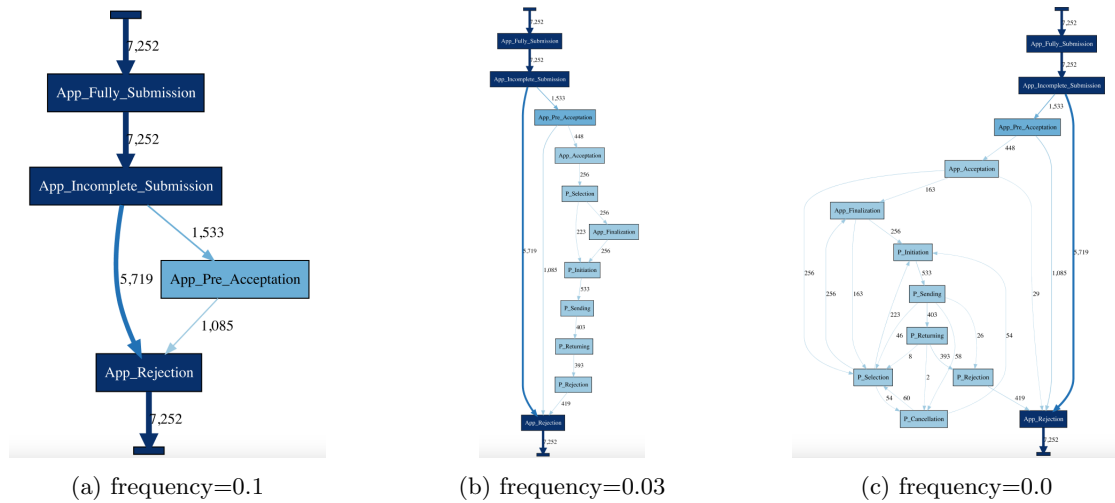 7,252
App_Fully_Submission
7,252
App_Incomplete_Submission
1,533
5,719
App_Pre_Acceptation
1,085
App_Rejection
7,252
(a) frequency=0.1
7,252
App_Fully_Submission
7,252
App_Incomplete_Submission
1,533
App_Pre_Acceptation
448
App_Acceptation
256
P_Selection
256
223
App_Finalization
5,719
256
1,085
P_Initiation
533
P_Sending
403
P_Returning
393
P_Rejection
419
App_Rejection
7,252
(b) frequency=0.03
7,252
App_Fully_Submission
7,252
App_Incomplete_Submission
1,533
App_Pre_Acceptation
448
App_Acceptation
163
App_Finalization
256
5,719
P_Initiation
256
256
163
533
1,085
29
P_Sending
223
46
403
58
26
54
P_Returning
8
393
2
P_Selection
P_Rejection
54
60
419
P_Cancellation
App_Rejection
7,252
(c) frequency=0.0